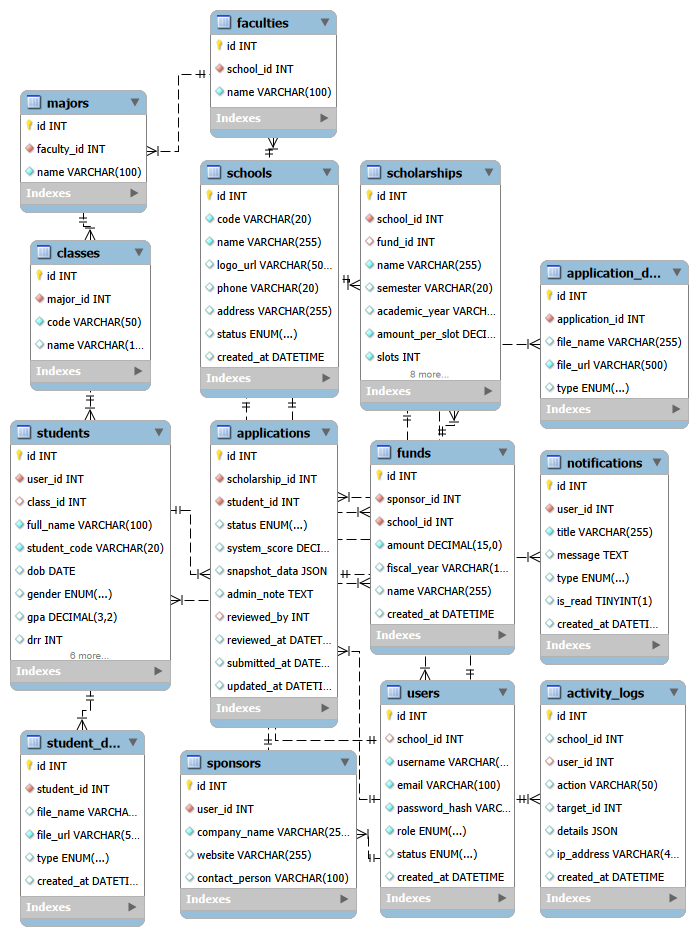 faculties
id INT
school_id INT
name VARCHAR(100)
Indexes
majors
id INT
faculty_id INT
name VARCHAR(100)
Indexes
schools
id INT
code VARCHAR(20)
name VARCHAR(255)
logo_url VARCHAR(50...
phone VARCHAR(20)
address VARCHAR(255)
status ENUM(...)
created_at DATETIME
Indexes
scholarships
id INT
school_id INT
fund_id INT
name VARCHAR(255)
semester VARCHAR(20)
academic_year VARCH...
amount_per_slot DECI...
slots INT
8 more...
Indexes
classes
id INT
major_id INT
code VARCHAR(50)
name VARCHAR(1...
Indexes
application_d...
id INT
application_id INT
file_name VARCHAR(255)
file_url VARCHAR(500)
type ENUM(...)
Indexes
students
id INT
user_id INT
class_id INT
full_name VARCHAR(100)
student_code VARCHAR(20)
dob DATE
gender ENUM(...)
gpa DECIMAL(3,2)
drr INT
6 more...
Indexes
applications
id INT
scholarship_id INT
student_id INT
status ENUM(...)
system_score DECI...
snapshot_data JSON
admin_note TEXT
reviewed_by INT
reviewed_at DATET...
submitted_at DATE...
updated_at DATETI...
Indexes
funds
id INT
sponsor_id INT
school_id INT
amount DECIMAL(15,0)
fiscal_year VARCHAR(1...
name VARCHAR(255)
created_at DATETIME
Indexes
notifications
id INT
user_id INT
title VARCHAR(255)
message TEXT
type ENUM(...)
is_read TINYINT(1)
created_at DATETI...
Indexes
student_d...
id INT
student_id INT
file_name VARCHA...
file_url VARCHAR(5...
type ENUM(...)
created_at DATETI...
Indexes
sponsors
id INT
user_id INT
company_name VARCHAR(25...
website VARCHAR(255)
contact_person VARCHAR(100)
Indexes
users
id INT
school_id INT
username VARCHAR(...
email VARCHAR(100)
password_hash VARC...
role ENUM(...)
status ENUM(...)
created_at DATETIME
Indexes
activity_logs
id INT
school_id INT
user_id INT
action VARCHAR(50)
target_id INT
details JSON
ip_address VARCHAR(4...
created_at DATETIME
Indexes